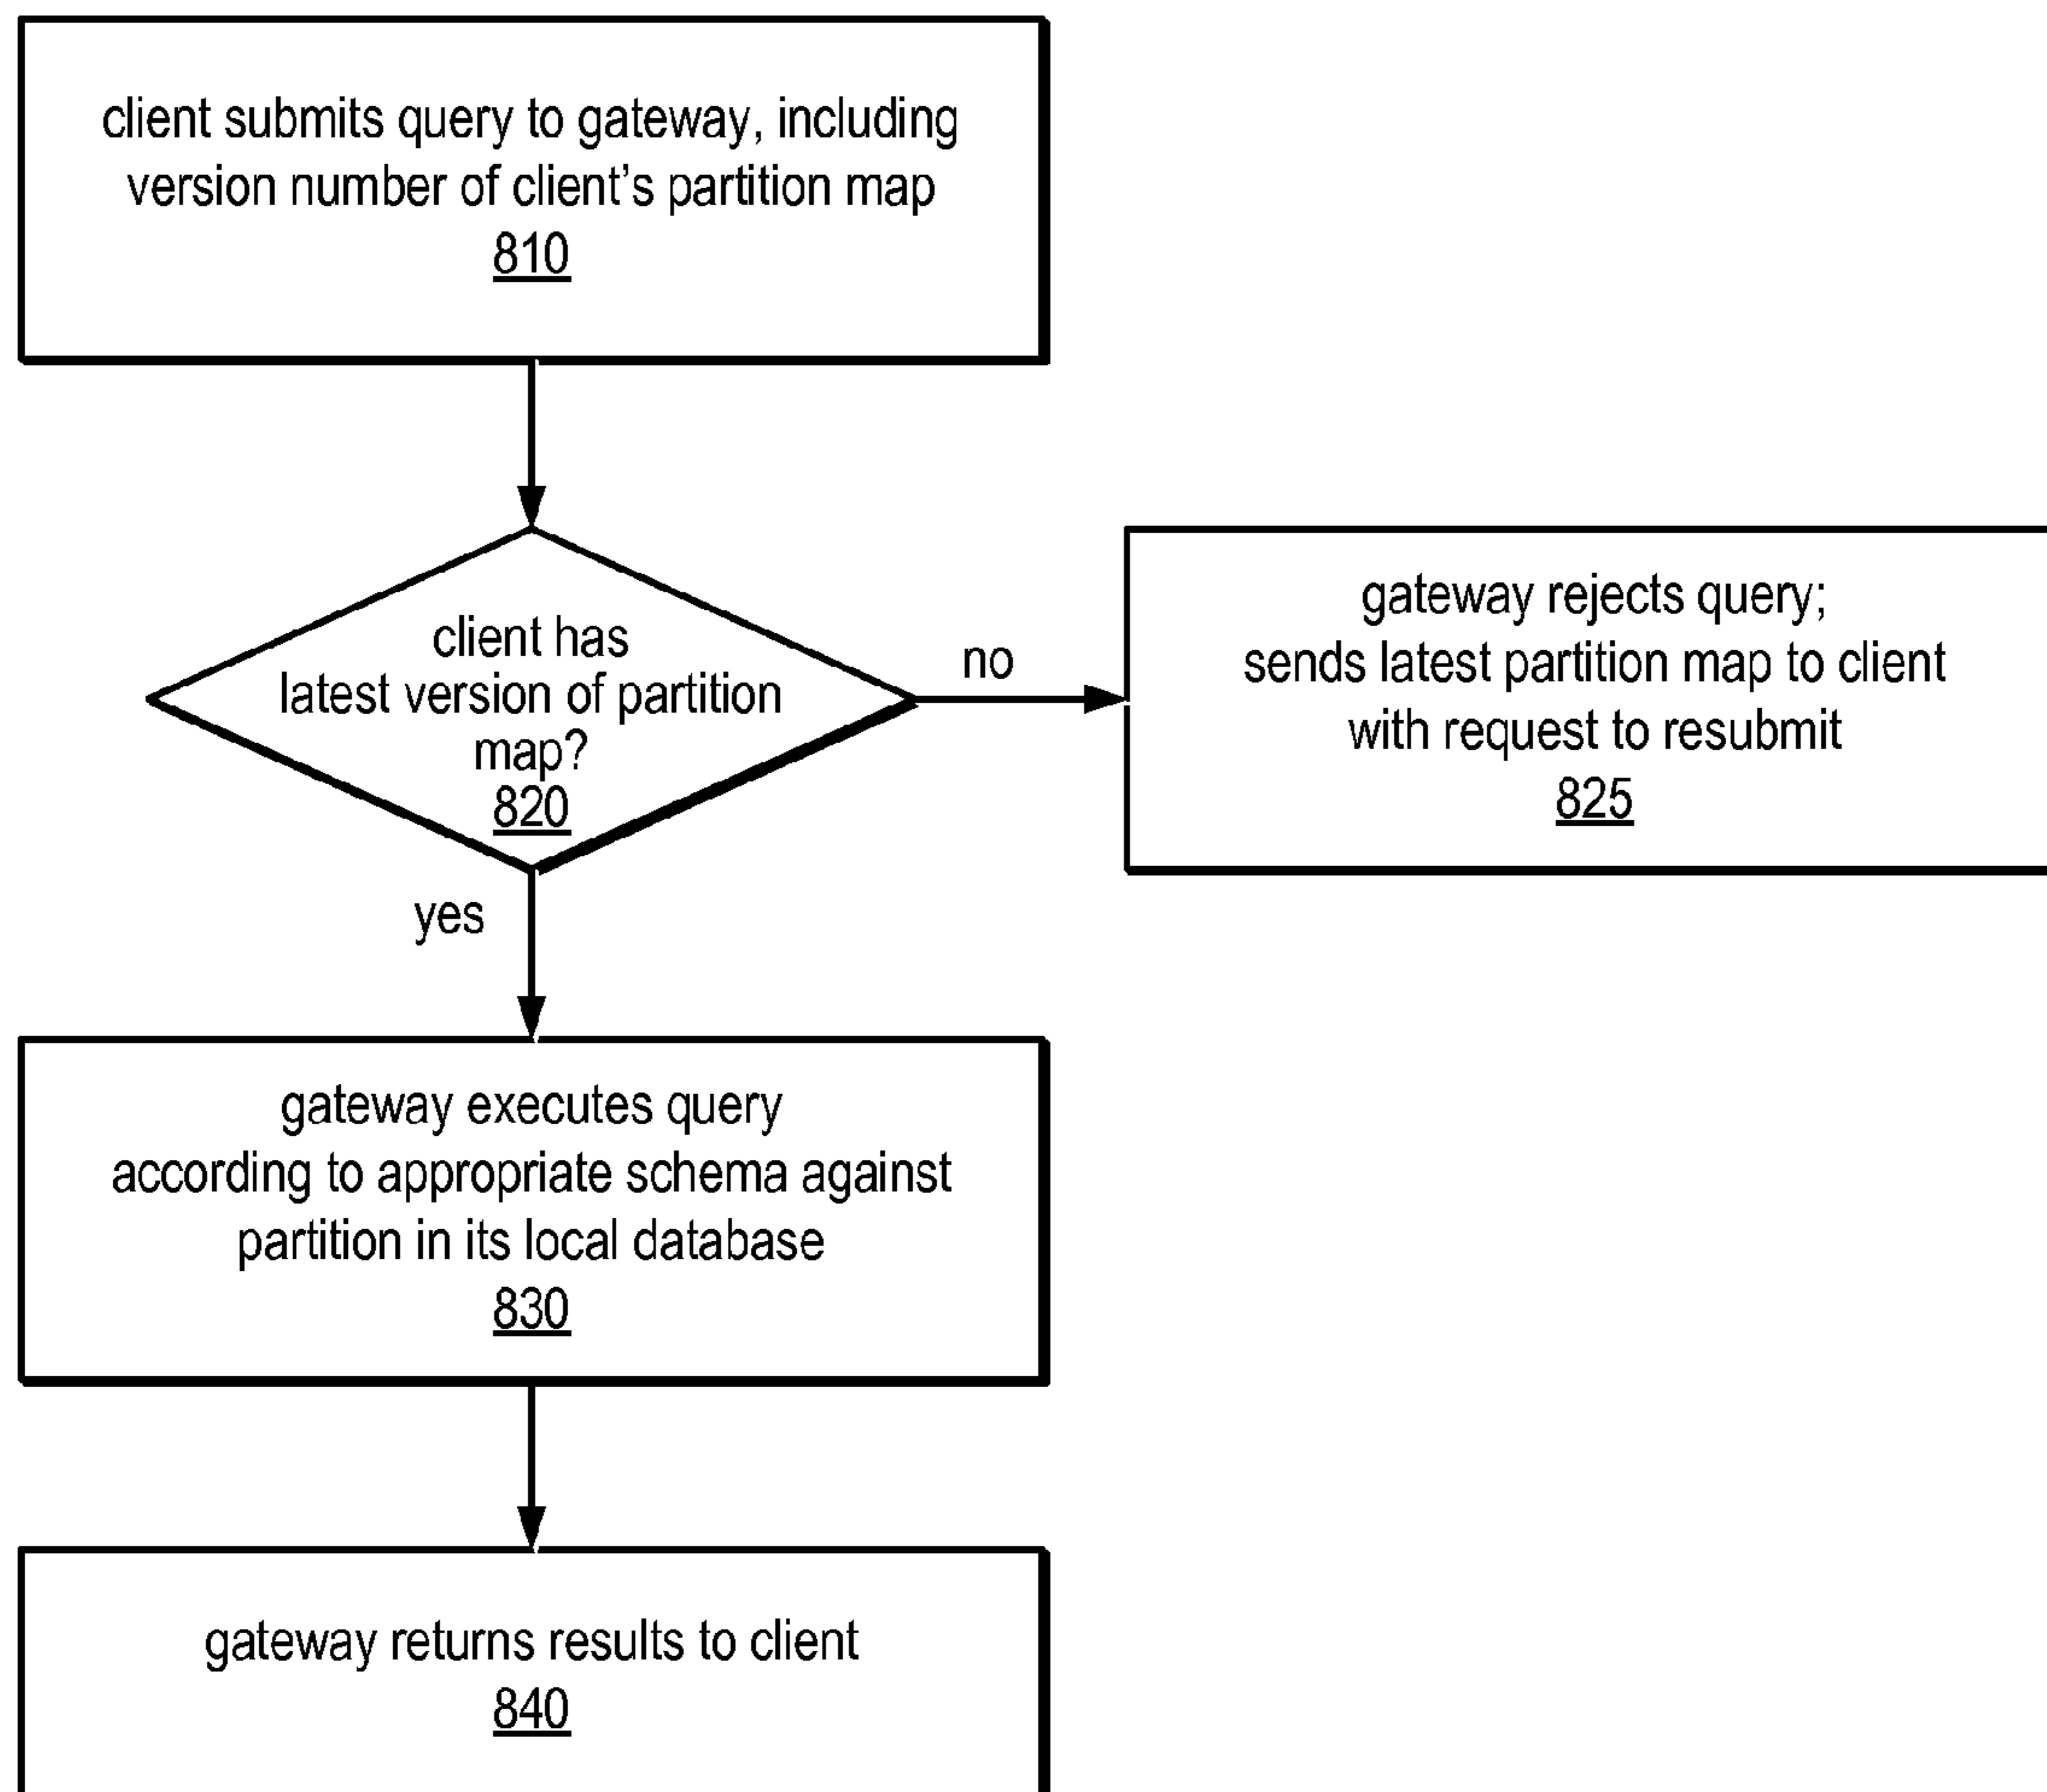 client submits query to gateway, including
version number of client's partition map
810
client has
latest version of partition
map?
820
no
gateway rejects query;
sends latest partition map to client
with request to resubmit
825
yes
gateway executes query
according to appropriate schema against
partition in its local database
830
gateway returns results to client
840